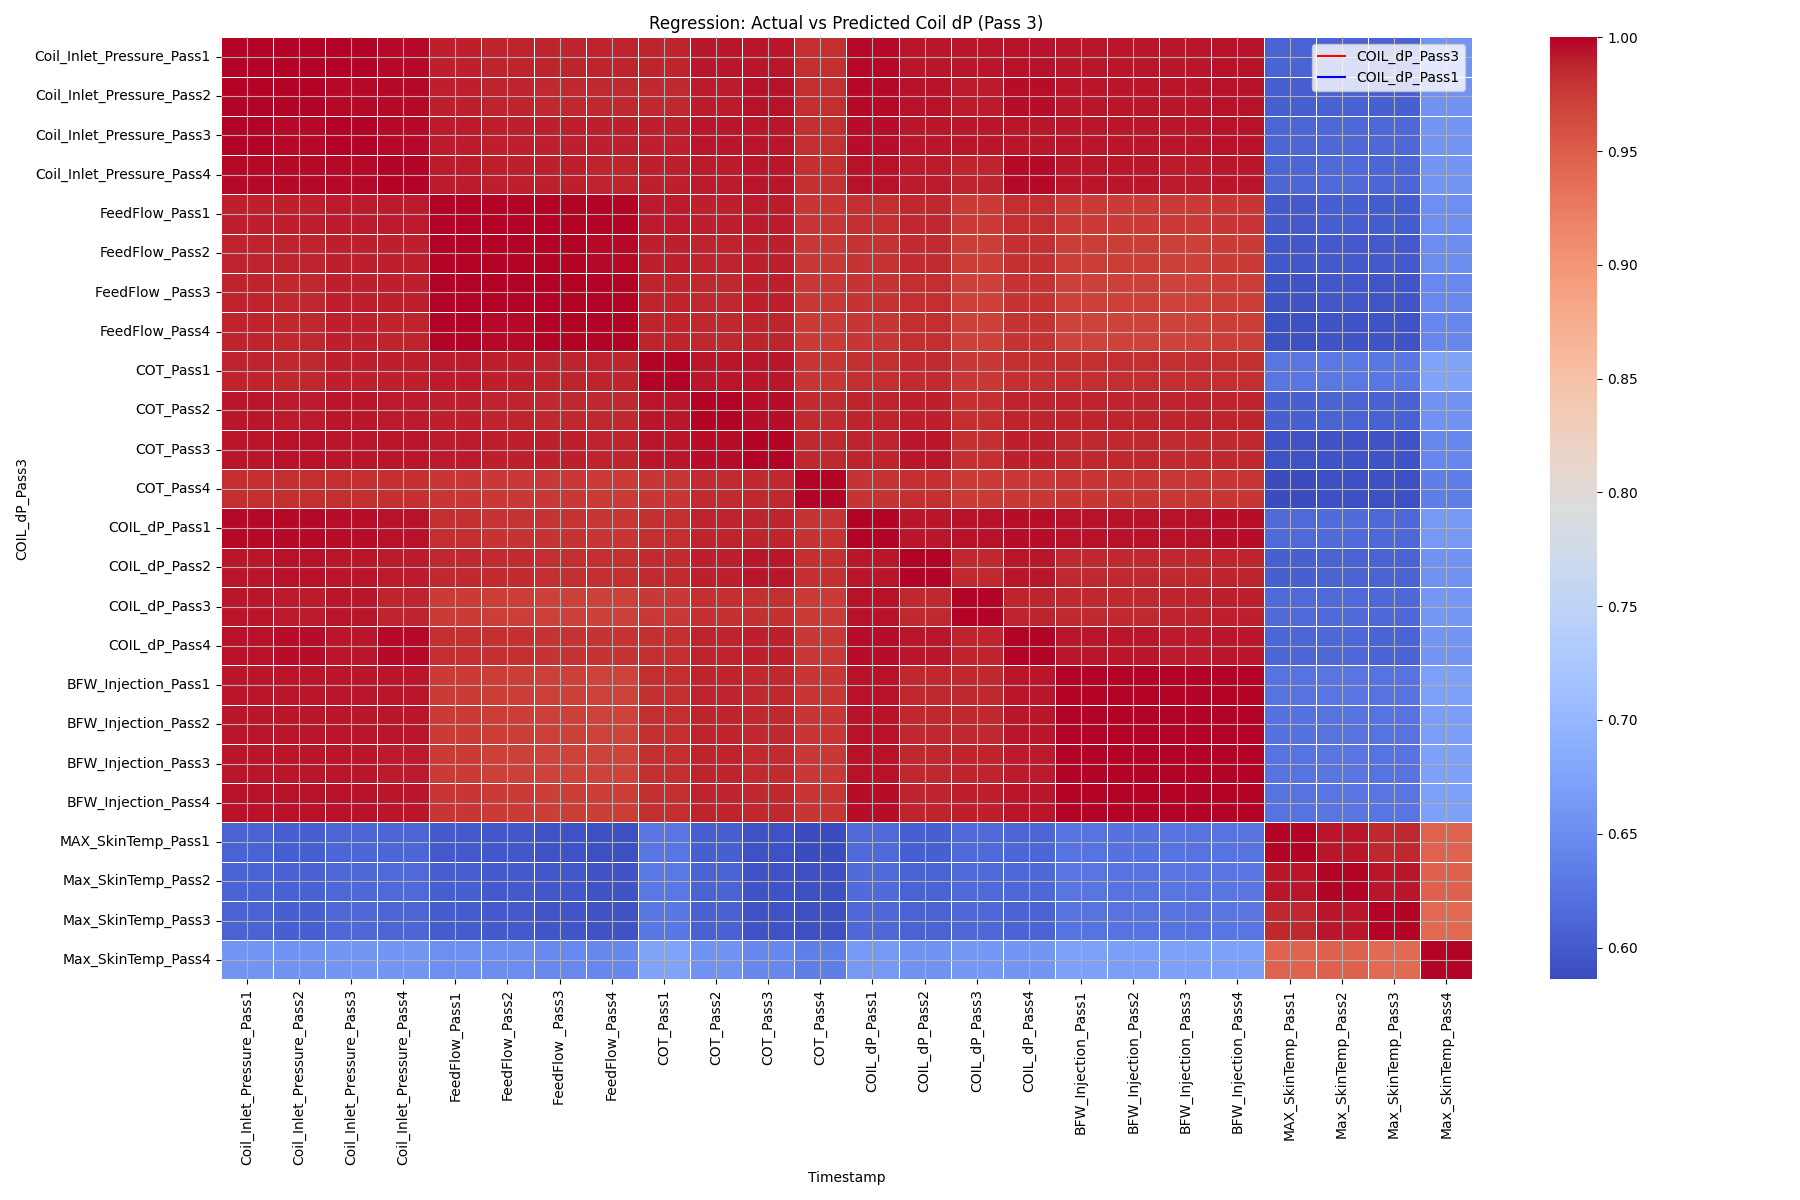 Regression: Actual vs Predicted Coil dP (Pass 3)
COIL_dP_Pass3
COIL_dP_Pass1
COIL_dP_Pass3
Coil_Inlet_Pressure_Pass1
Coil_Inlet_Pressure_Pass2
Coil_Inlet_Pressure_Pass3
Coil_Inlet_Pressure_Pass4
FeedFlow_Pass1
FeedFlow_Pass2
FeedFlow _Pass3
FeedFlow_Pass4
COT_Pass1
COT_Pass2
COT_Pass3
COT_Pass4
COIL_dP_Pass1
COIL_dP_Pass2
COIL_dP_Pass3
COIL_dP_Pass4
BFW_Injection_Pass1
BFW_Injection_Pass2
BFW_Injection_Pass3
BFW_Injection_Pass4
MAX_SkinTemp_Pass1
Max_SkinTemp_Pass2
Max_SkinTemp_Pass3
Max_SkinTemp_Pass4
Coil_Inlet_Pressure_Pass1
Coil_Inlet_Pressure_Pass2
Coil_Inlet_Pressure_Pass3
Coil_Inlet_Pressure_Pass4
FeedFlow_Pass1
FeedFlow_Pass2
FeedFlow _Pass3
FeedFlow_Pass4
COT_Pass1
COT_Pass2
COT_Pass3
COT_Pass4
COIL_dP_Pass1
COIL_dP_Pass2
COIL_dP_Pass3
COIL_dP_Pass4
BFW_Injection_Pass1
BFW_Injection_Pass2
BFW_Injection_Pass3
BFW_Injection_Pass4
MAX_SkinTemp_Pass1
Max_SkinTemp_Pass2
Max_SkinTemp_Pass3
Max_SkinTemp_Pass4
Timestamp
1.00
0.95
0.90
0.85
0.80
0.75
0.70
0.65
0.60